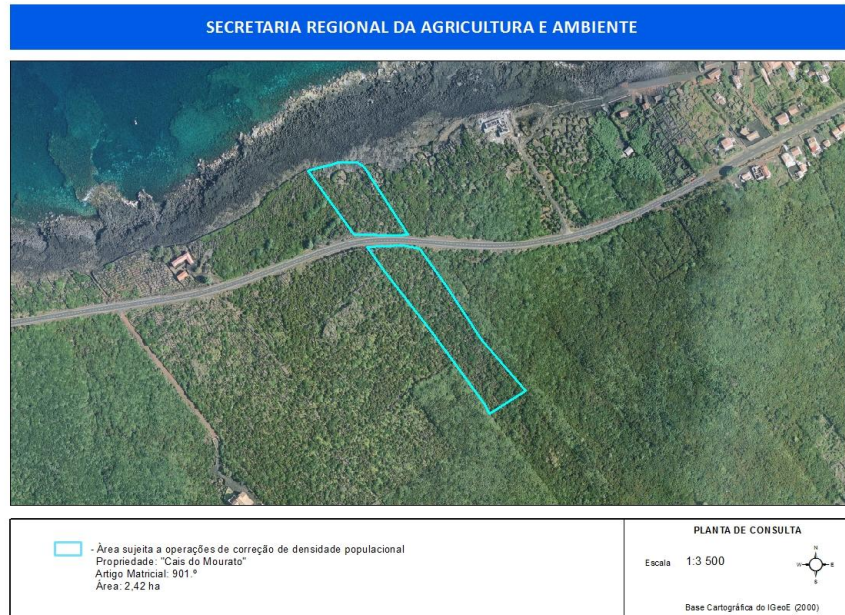 SECRETARIA REGIONAL DA AGRICULTURA E AMBIENTE
- Área sujeita a operações de correção de densidade populacional
Propriedade: "Cais do Mourato"
Artigo Matricial: 901.º
Área: 2,42 ha
PLANTA DE CONSULTA
Escala 1:3 500
N
W E
S
Base Cartográfica do IGeoE (2000)